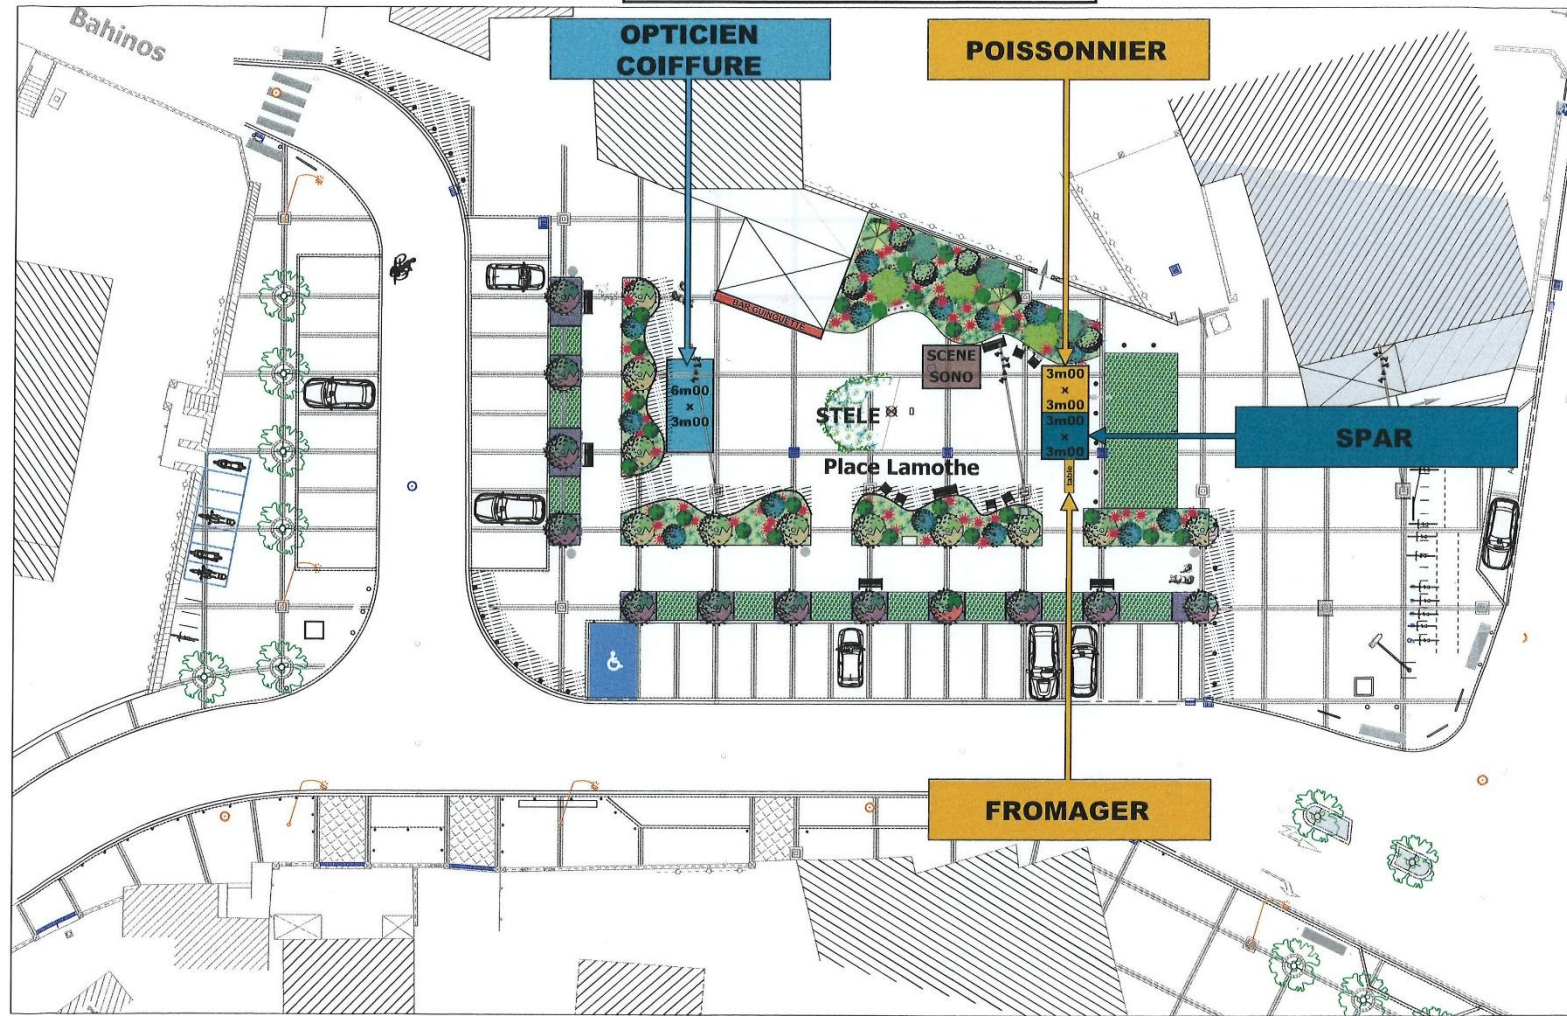 Bahinos
OPTICIEN
COIFFURE
POISSONNIER
BAR GUINGUETTE
SCENE
SONO
6m00
×
3m00
3m00
×
3m00
3m00
×
3m00
table
STELE
Place Lamothe
SPAR
FROMAGER